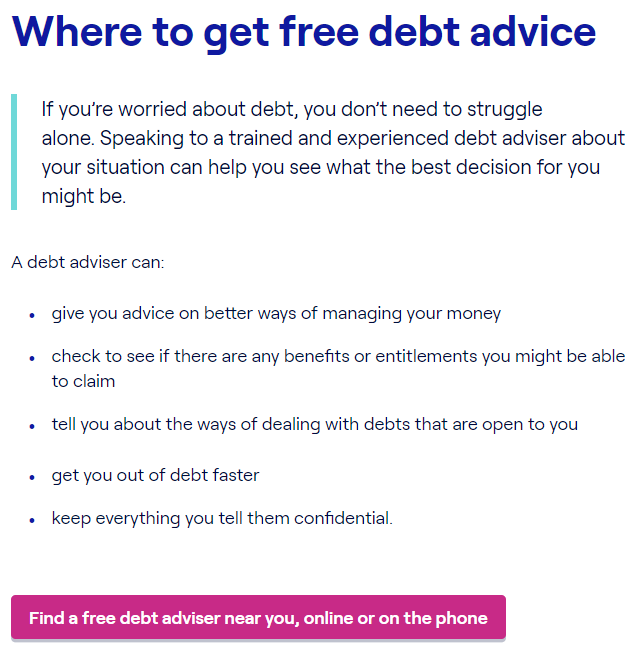 Where to get free debt advice
If you’re worried about debt, you don’t need to struggle
alone. Speaking to a trained and experienced debt adviser about
your situation can help you see what the best decision for you
might be.
A debt adviser can:
• give you advice on better ways of managing your money
• check to see if there are any benefits or entitlements you might be able
to claim
• tell you about the ways of dealing with debts that are open to you
• get you out of debt faster
• keep everything you tell them confidential.
Find a free debt adviser near you, online or on the phone